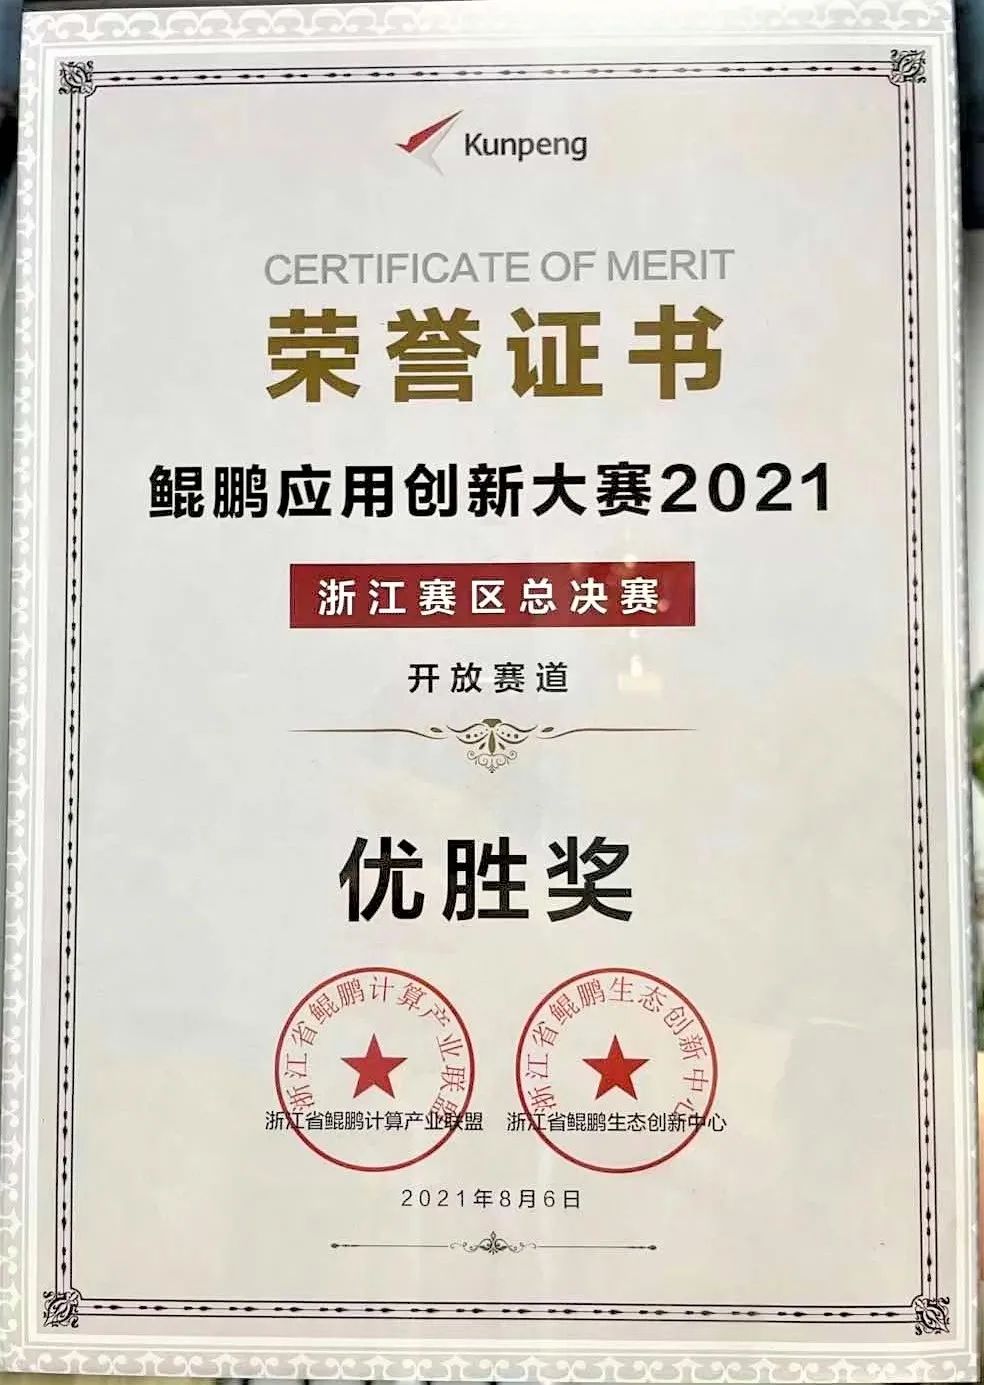 Kunpeng
CERTIFICATE OF MERIT
荣誉证书
鲲鹏应用创新大赛2021
浙江赛区总决赛
开放赛道
优胜奖
浙江省鲲鹏计算产业联盟
浙江省鲲鹏生态创新中心
浙江省鲲鹏计算产业联盟
浙江省鲲鹏生态创新中心
2021年8月6日